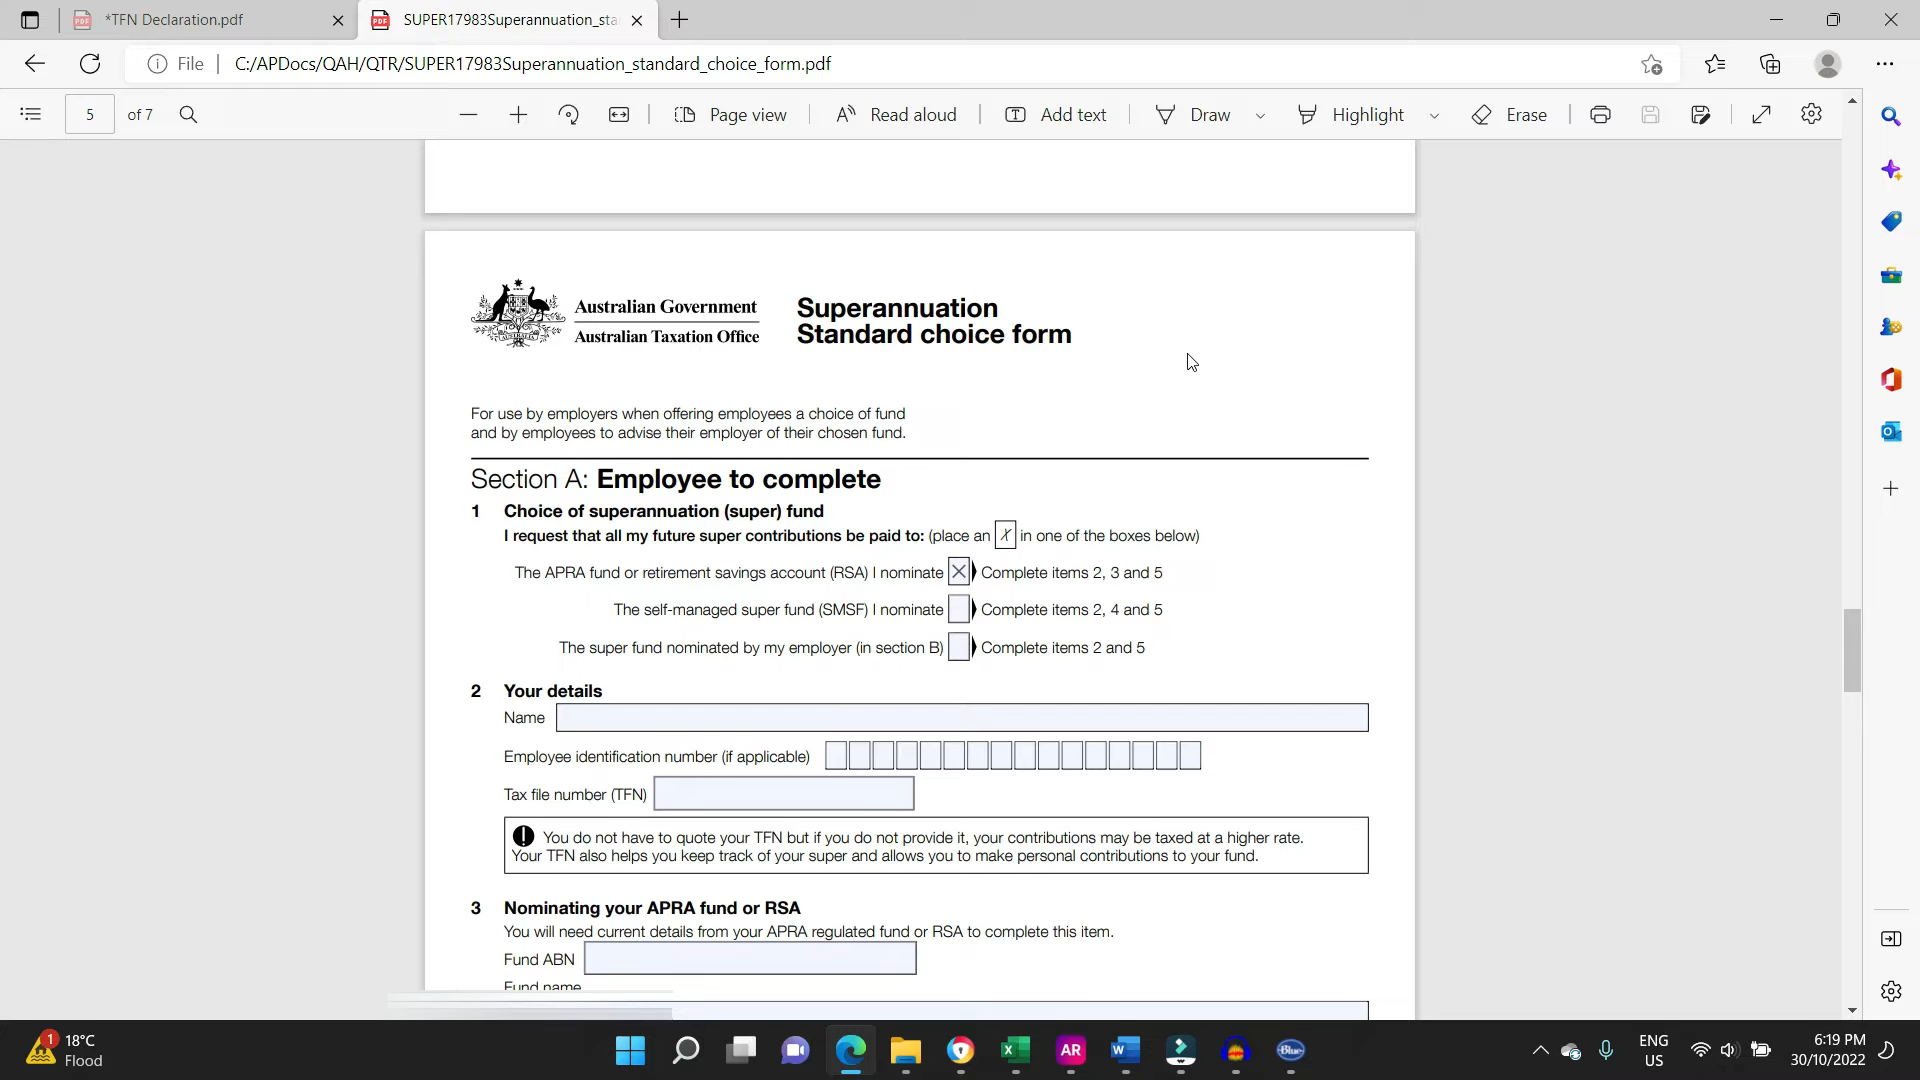 *TFN Declaration.pdf
SUPER17983Superannuation_sta
File
C:/APDocs/QAH/QTR/SUPER17983Superannuation_standard_choice_form.pdf
5 of 7
Page view
Read aloud
Add text
Draw
Highlight
Erase
Australian Government
Australian Taxation Office
Superannuation
Standard choice form
For use by employers when offering employees a choice of fund
and by employees to advise their employer of their chosen fund.
Section A: Employee to complete
1 Choice of superannuation (super) fund
I request that all my future super contributions be paid to: (place an X in one of the boxes below)
The APRA fund or retirement savings account (RSA) I nominate X Complete items 2, 3 and 5
The self-managed super fund (SMSF) I nominate Complete items 2, 4 and 5
The super fund nominated by my employer (in section B) Complete items 2 and 5
2 Your details
Name
Employee identification number (if applicable)
Tax file number (TFN)
You do not have to quote your TFN but if you do not provide it, your contributions may be taxed at a higher rate.
Your TFN also helps you keep track of your super and allows you to make personal contributions to your fund.
3 Nominating your APRA fund or RSA
You will need current details from your APRA regulated fund or RSA to complete this item.
Fund ABN
Fund name
1
18°C
Flood
AR
Blue
ENG
US
6:19 PM
30/10/2022